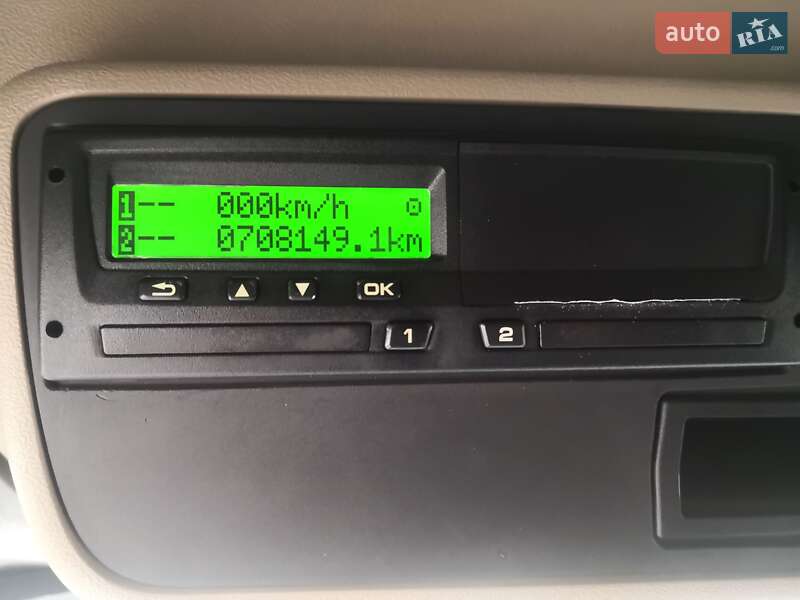 auto RIA
.com
1-- 000km/h
2-- 0708149.1km
OK
1 2